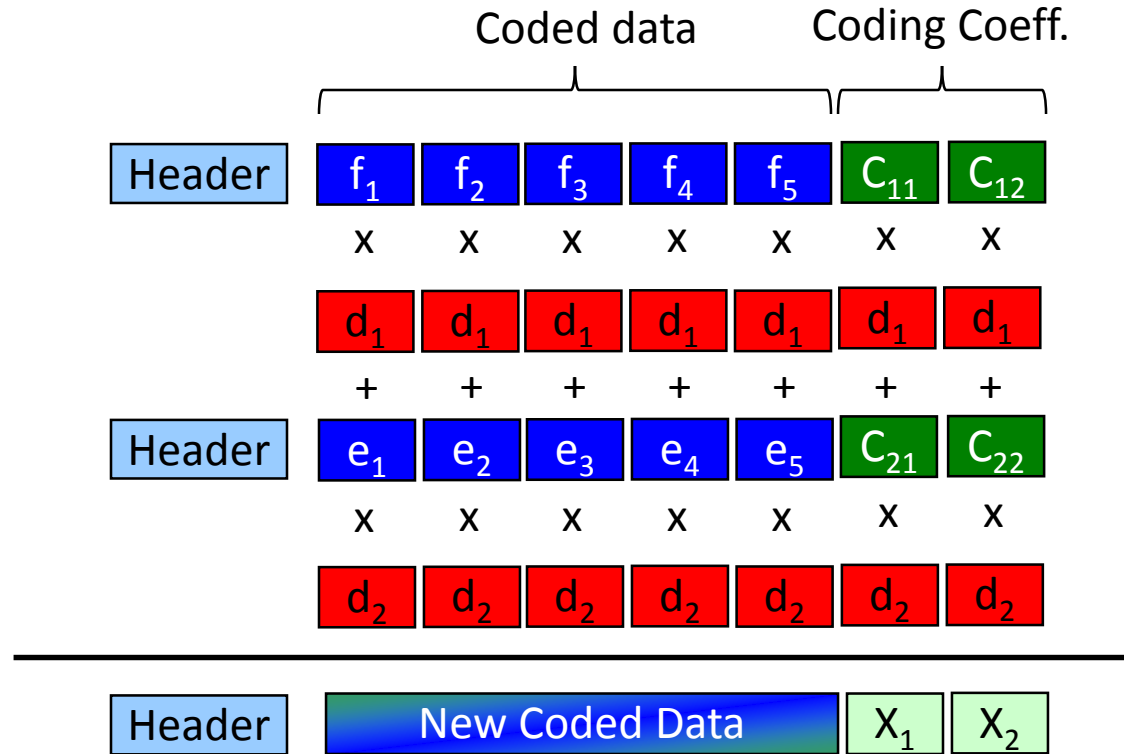 Coded data Coding Coeff.
Header f₁ f₂ f₃ f₄ f₅ C₁₁ C₁₂
x x x x x x x
d₁ d₁ d₁ d₁ d₁ d₁ d₁
+ + + + + + +
Header e₁ e₂ e₃ e₄ e₅ C₂₁ C₂₂
x x x x x x x
d₂ d₂ d₂ d₂ d₂ d₂ d₂
Header New Coded Data X₁ X₂